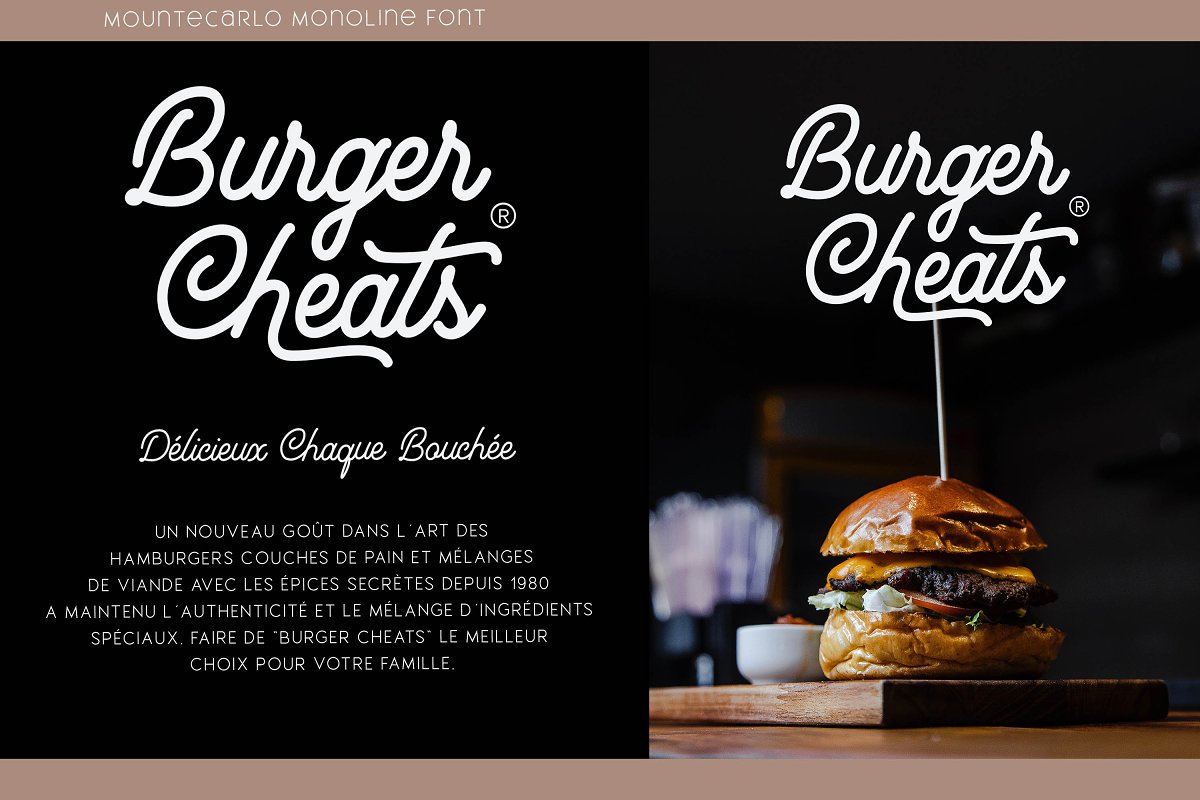 MOUNTECARLO MONOLINE FONT
Burger
Cheats®
Délicieux Chaque Bouchée
UN NOUVEAU GOÛT DANS L'ART DES
HAMBURGERS COUCHES DE PAIN ET MÉLANGES
DE VIANDE AVEC LES ÉPICES SECRÈTES DEPUIS 1980
A MAINTENU L'AUTHENTICITÉ ET LE MÉLANGE D'INGRÉDIENTS
SPÉCIAUX. FAIRE DE "BURGER CHEATS" LE MEILLEUR
CHOIX POUR VOTRE FAMILLE.
Burger
Cheats®